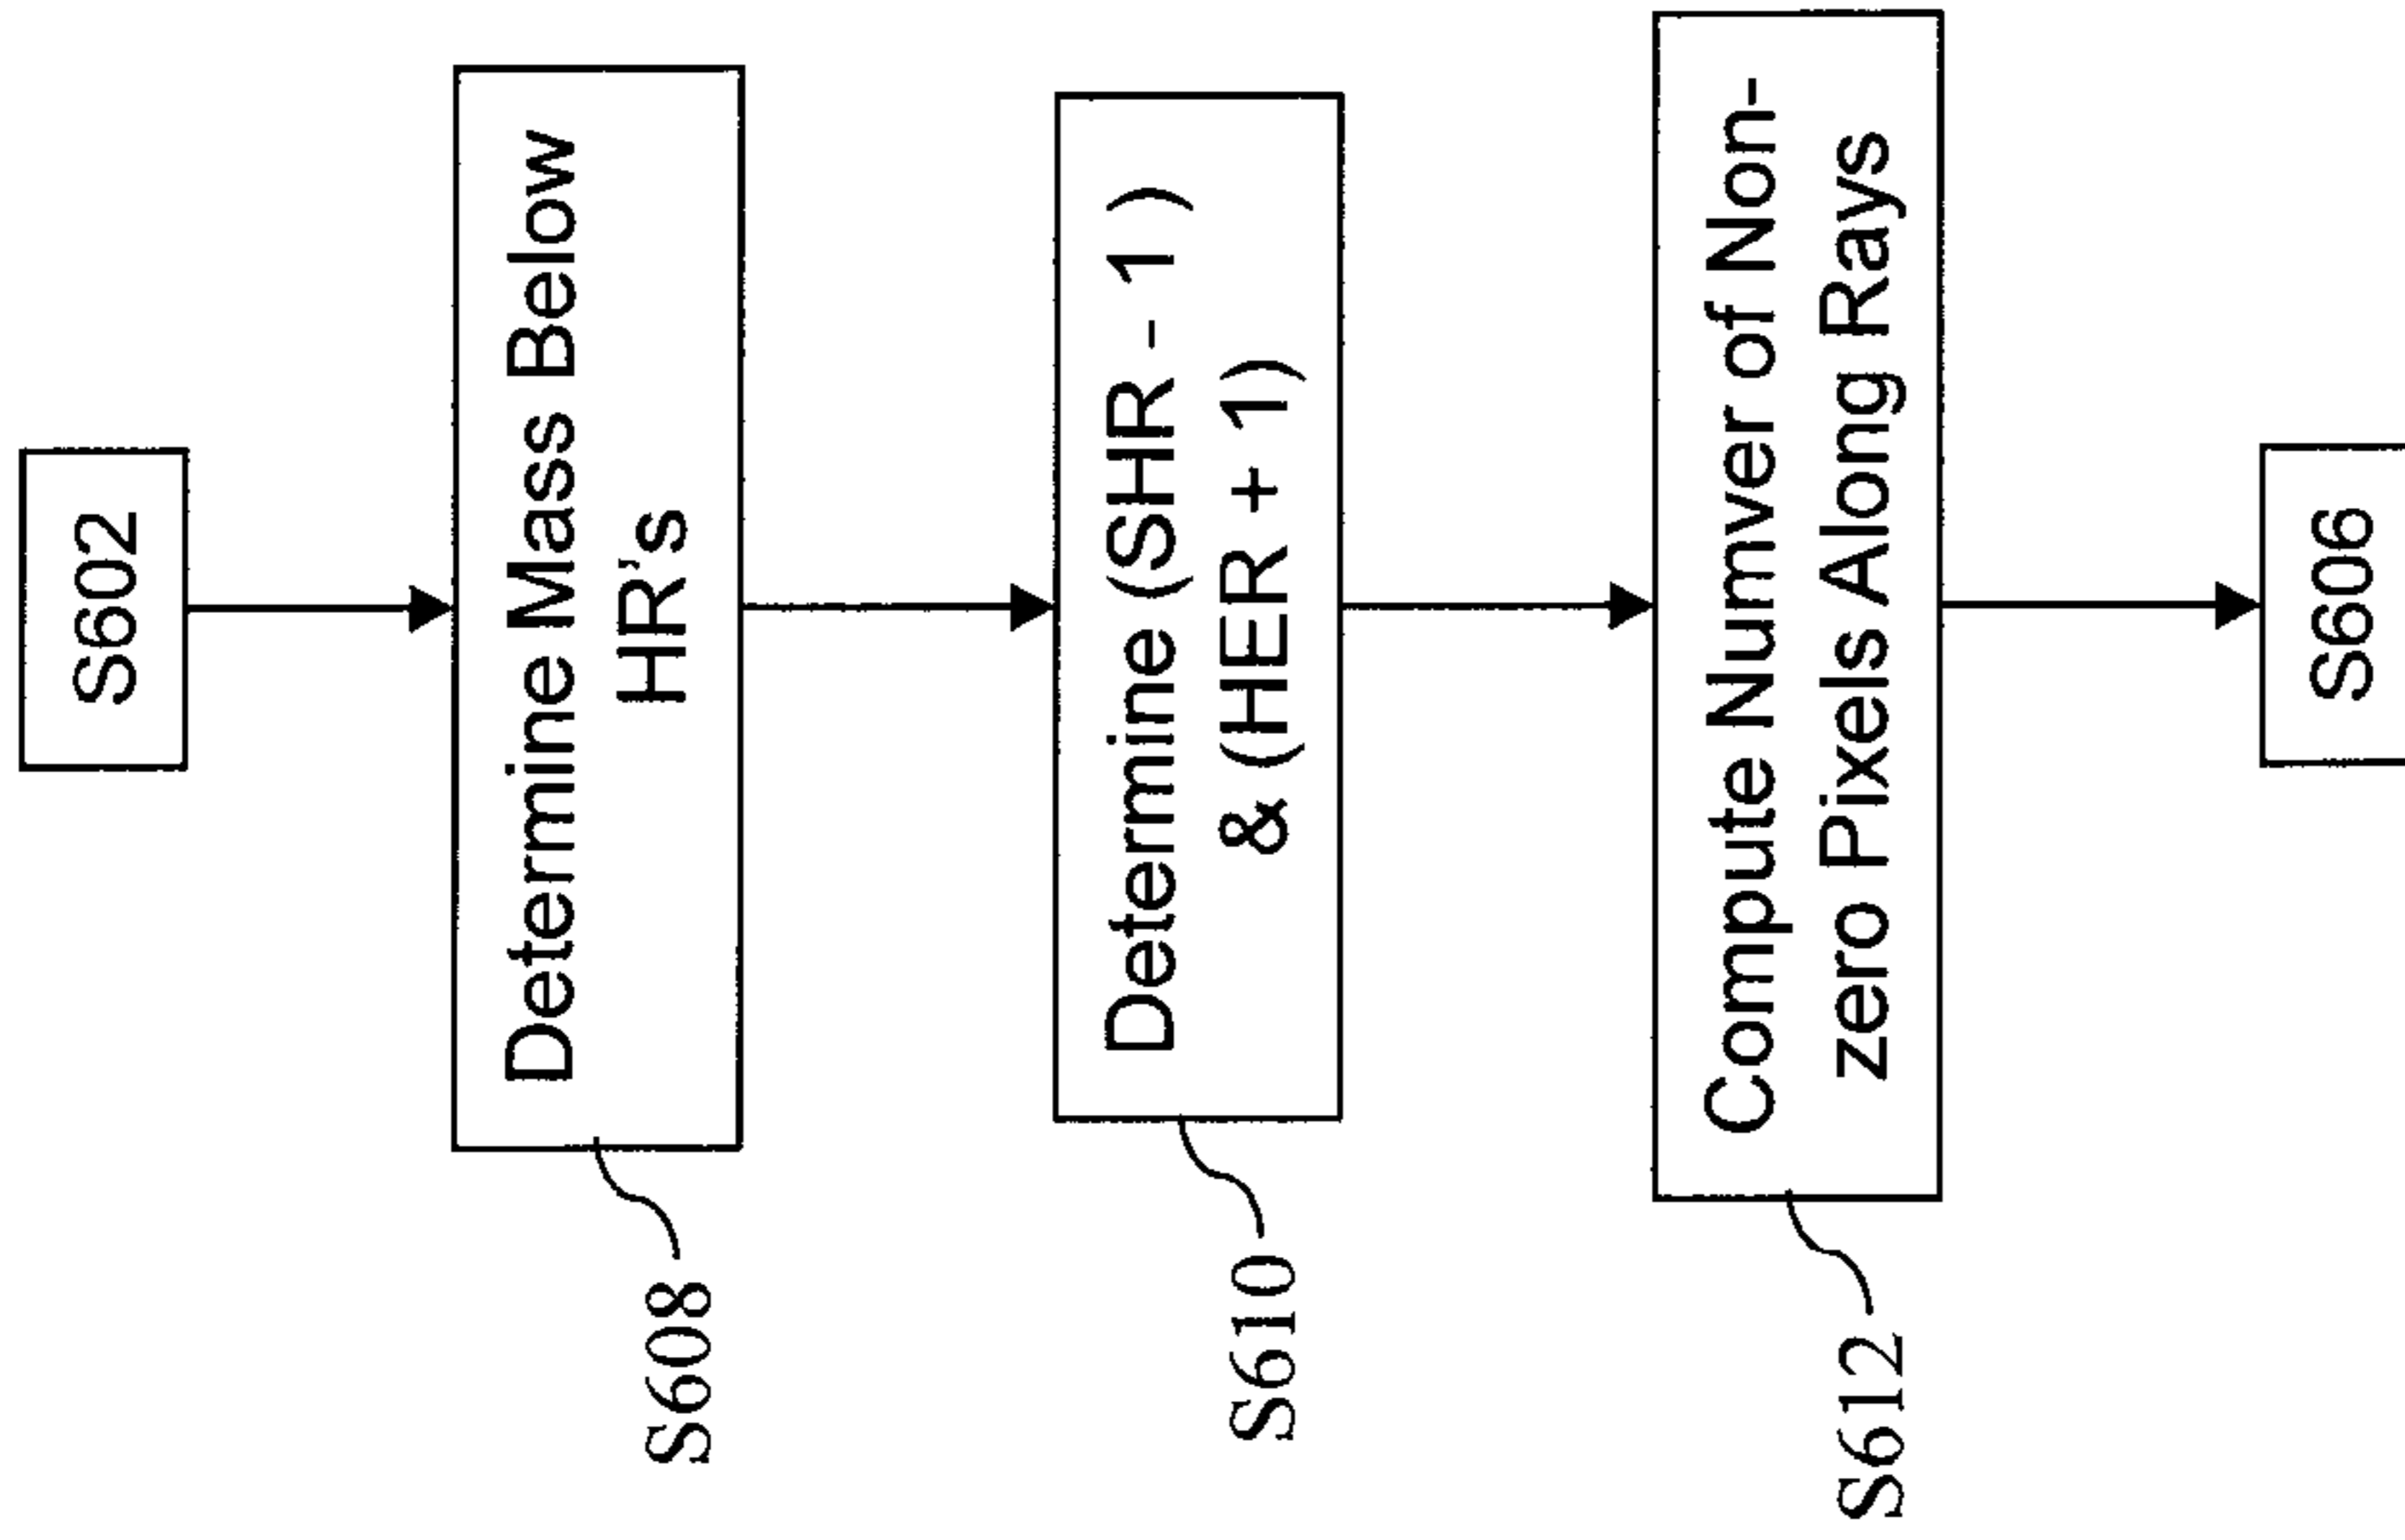 S602
Determine Mass Below
HR's
S608
Determine (SHR - 1 )
& (HER + 1)
S610
Compute Numver of Non-
zero Pixels Along Rays
S612
S606